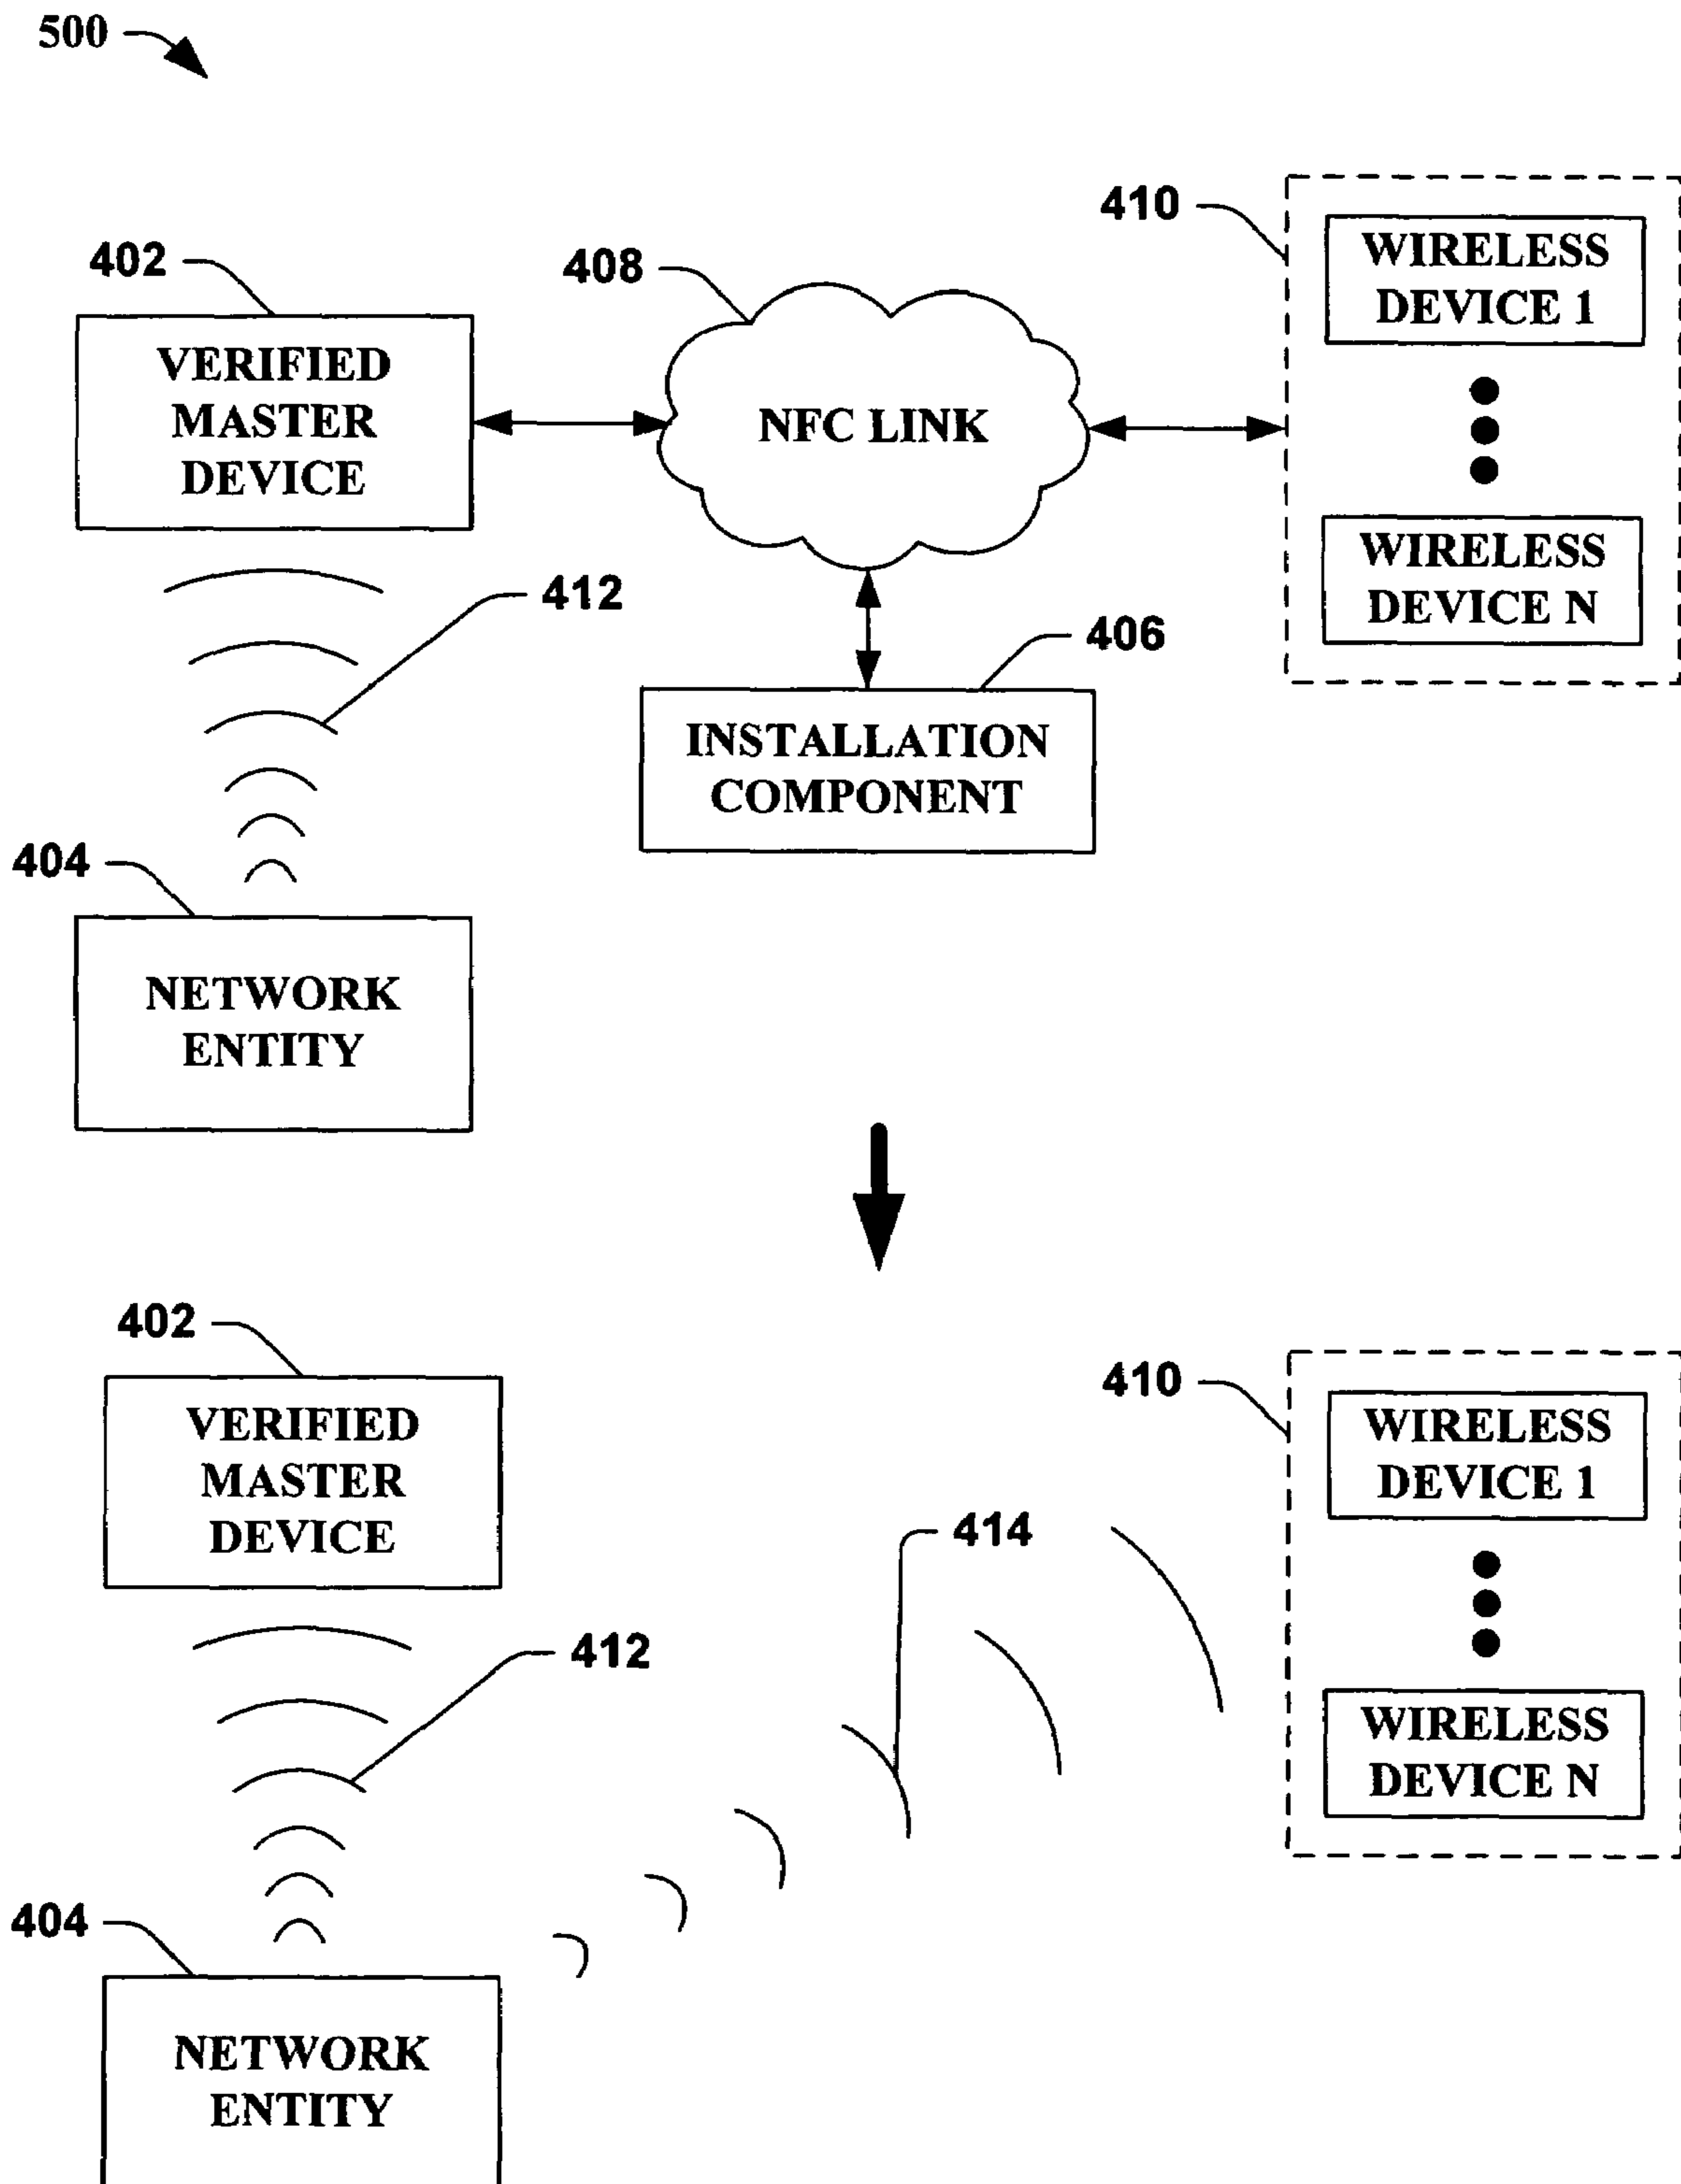 500
410
WIRELESS
DEVICE 1
402
408
VERIFIED
MASTER
DEVICE
NFC LINK
WIRELESS
DEVICE N
412
406
INSTALLATION
COMPONENT
404
NETWORK
ENTITY
402
410
VERIFIED
MASTER
DEVICE
WIRELESS
DEVICE 1
414
412
WIRELESS
DEVICE N
404
NETWORK
ENTITY